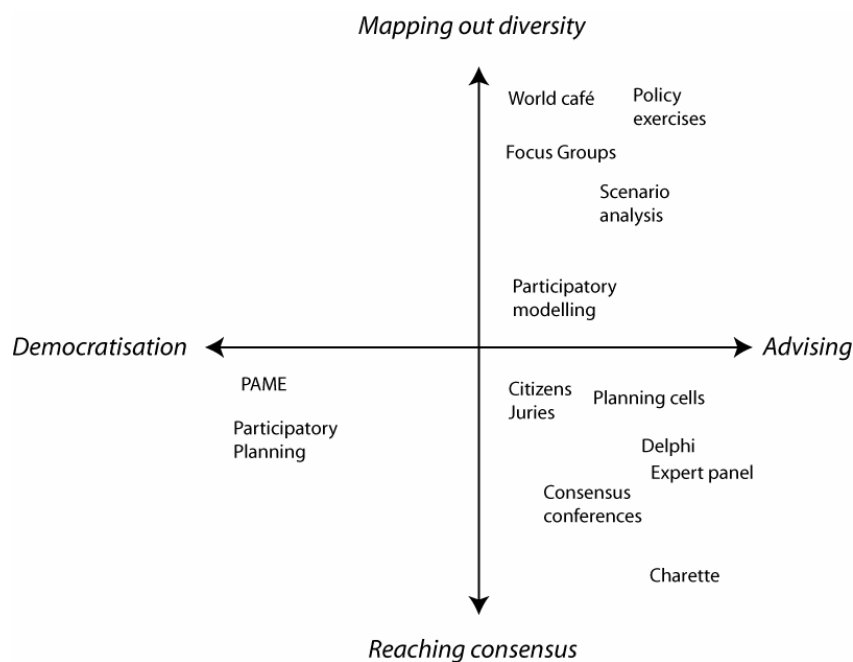 Mapping out diversity
World café
Policy
exercises
Focus Groups
Scenario
analysis
Participatory
modelling
Democratisation
Advising
PAME
Participatory
Planning
Citizens
Juries
Planning cells
Delphi
Expert panel
Consensus
conferences
Charette
Reaching consensus